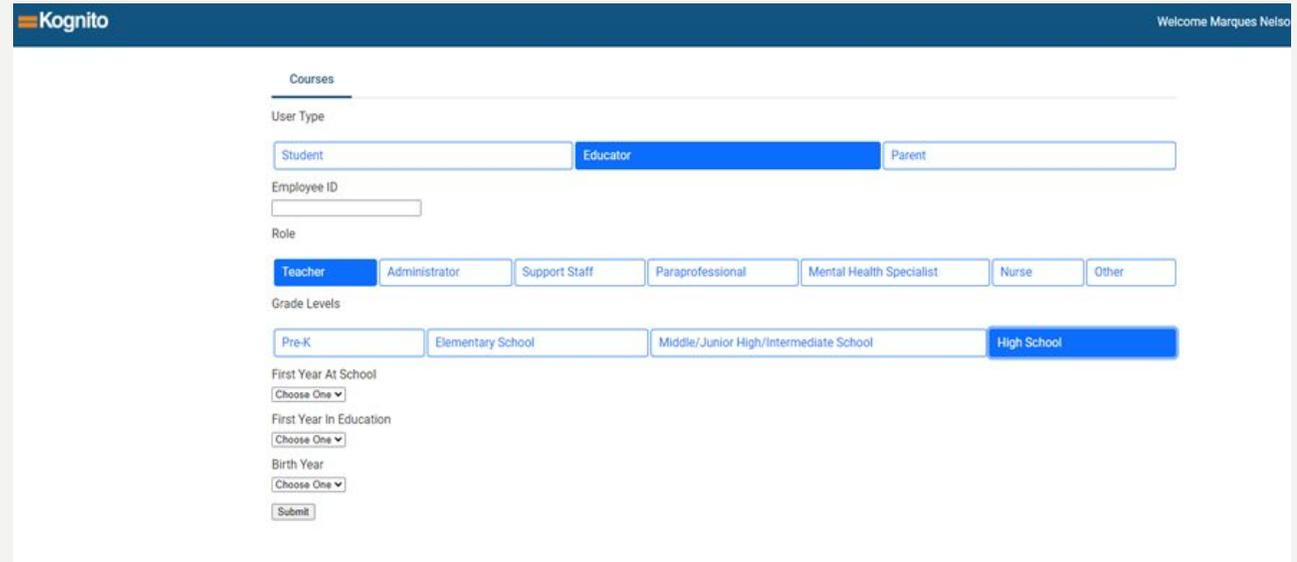 Kognito
Welcome Marques Nelso
Courses
User Type
Student Educator Parent
Employee ID
Role
Teacher Administrator Support Staff Paraprofessional Mental Health Specialist Nurse Other
Grade Levels
Pre-K Elementary School Middle/Junior High/Intermediate School High School
First Year At School
Choose One
First Year In Education
Choose One
Birth Year
Choose One
Submit